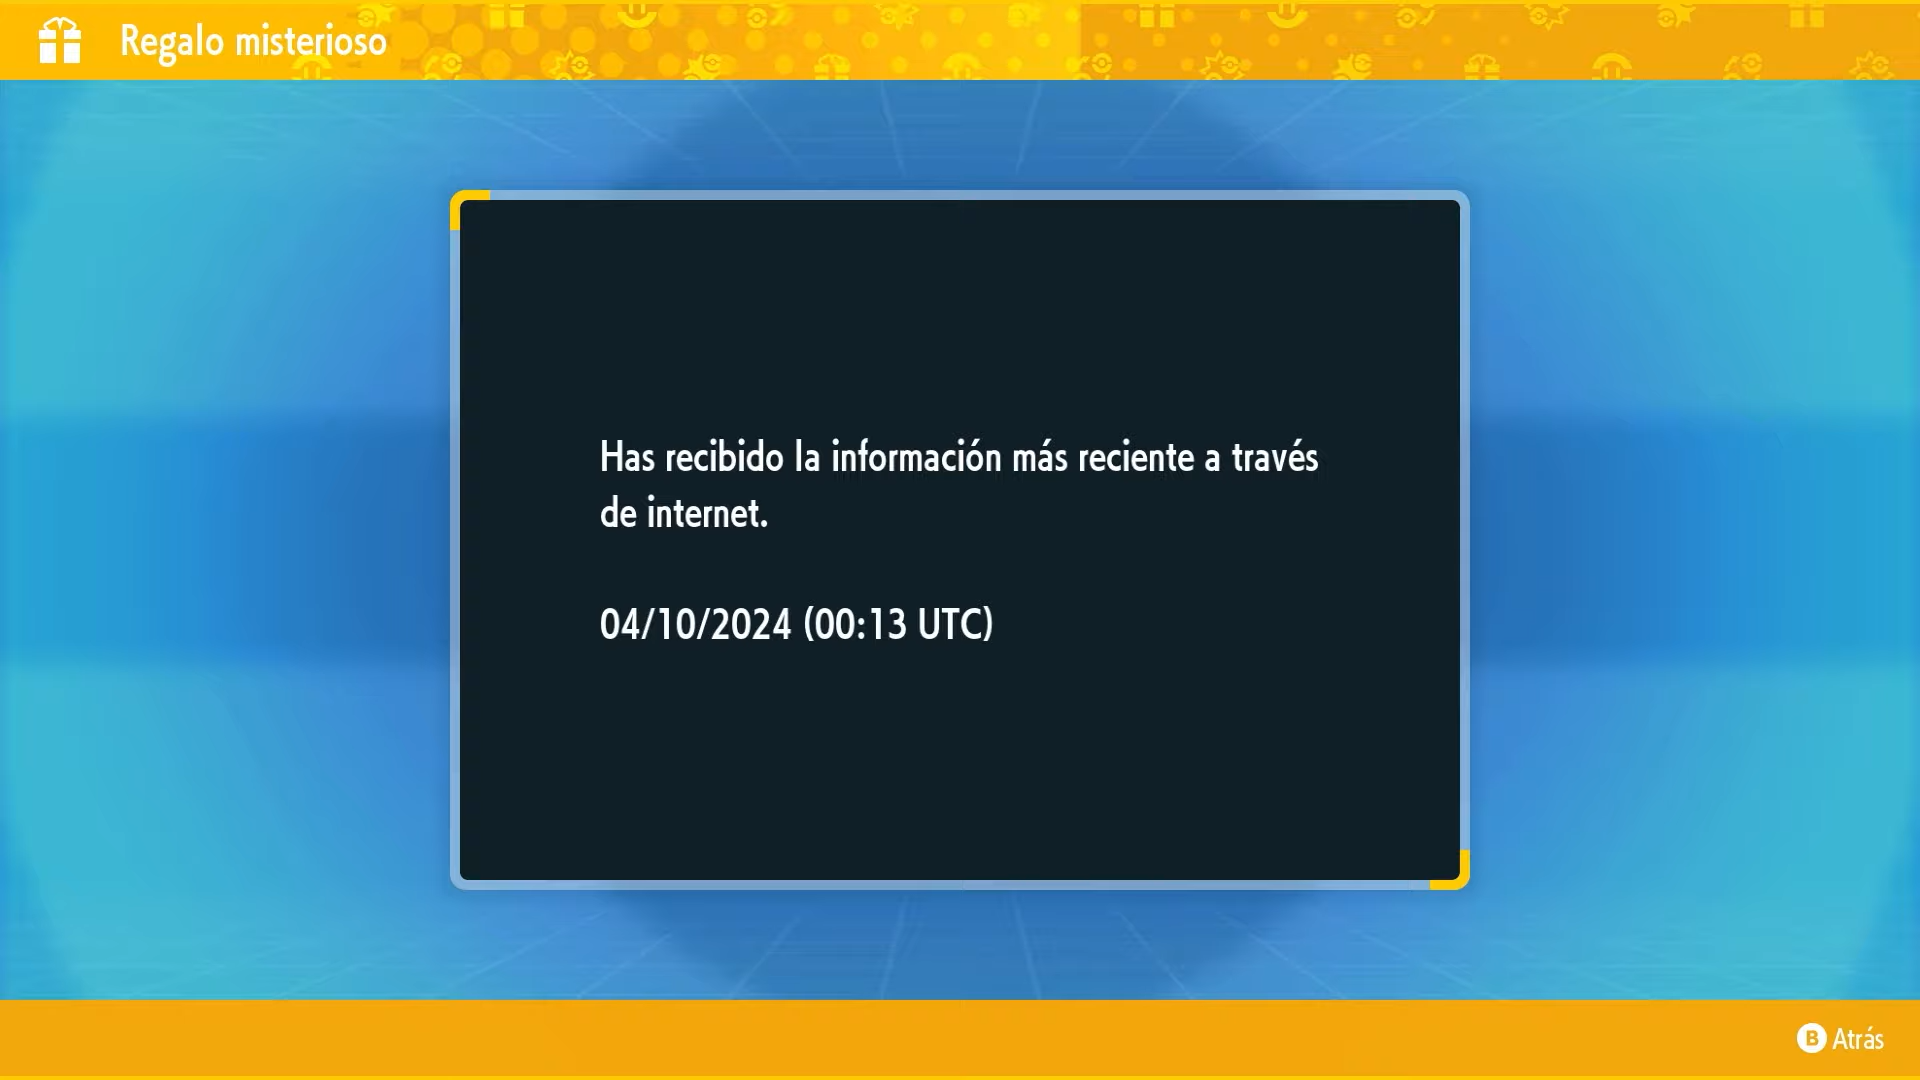 Regalo misterioso
Has recibido la información más reciente a través
de internet.
04/10/2024 (00:13 UTC)
B Atrás